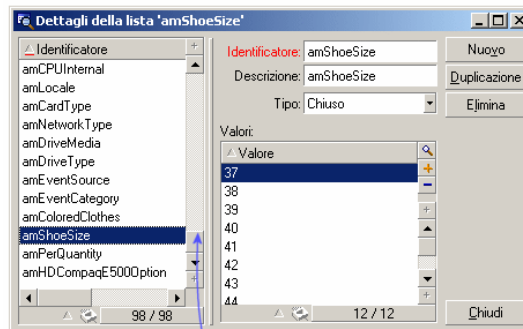 Dettagli della lista 'amShoeSize'
Identificatore
amCPUInternal
amLocale
amCardType
amNetworkType
amDriveMedia
amDriveType
amEventSource
amEventCategory
amColoredClothes
amShoeSize
amPerQuantity
amHDCompaqE500Option
98 / 98
Identificatore: amShoeSize
Descrizione: amShoeSize
Tipo: Chiuso
Valori:
Valore
37
38
39
40
41
42
43
44
12 / 12
Nuovo
Duplicazione
Elimina
Chiudi